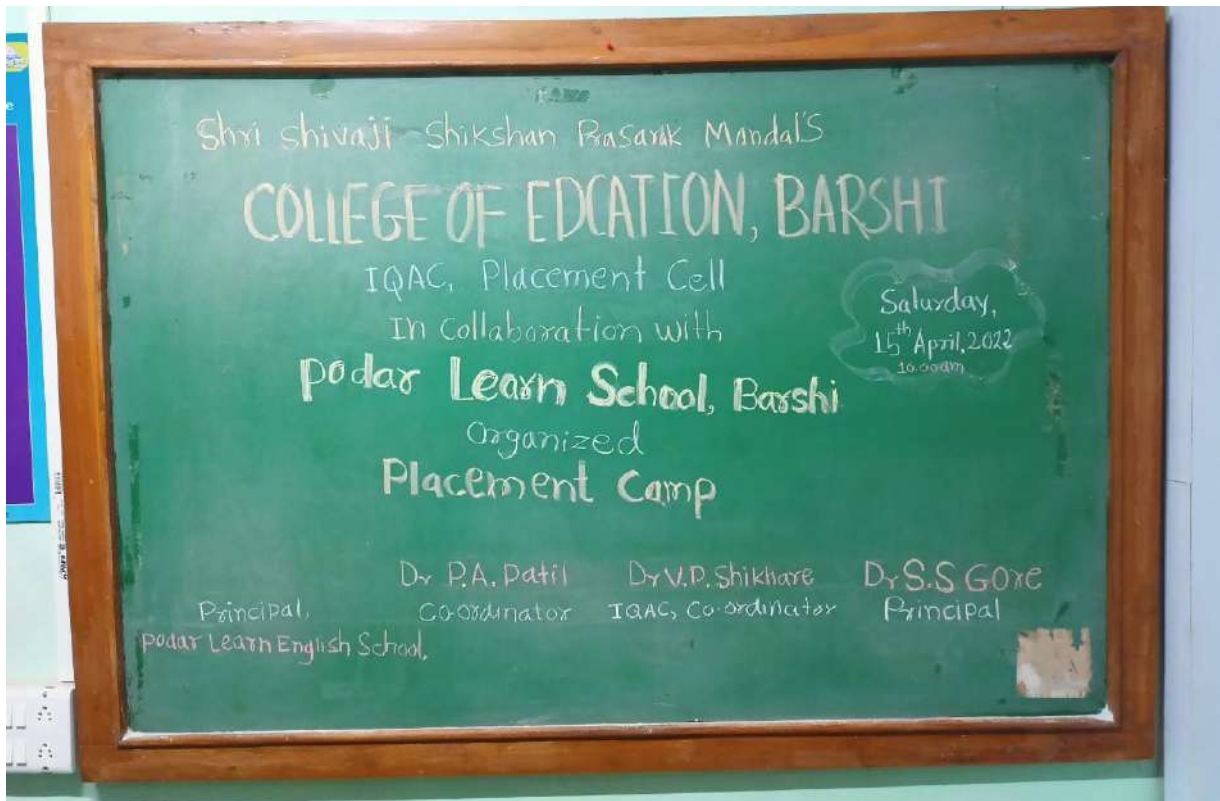 Shri Shivaji Shikshan Prasarak Mandal's
COLLEGE OF EDCATION, BARSHI
IQAC, Placement Cell
In Collaboration with
Podar Learn School, Barshi
Organized
Placement Camp
Saturday,
15th April, 2022
10.00am
Dr P.A. Patil
Co-ordinator
Dr V.P. Shikhare
IQAC, Co-ordinator
Dr S.S Gore
Principal
Principal,
Podar Learn English School,